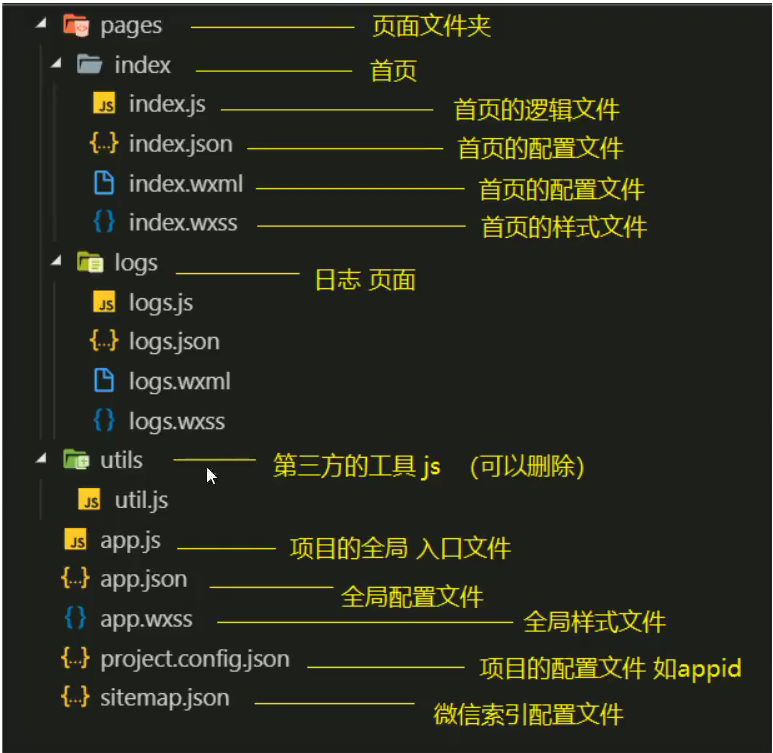 pages 页面文件夹
index 首页
JS index.js 首页的逻辑文件
{..} index.json 首页的配置文件
index.wxml 首页的配置文件
{} index.wxss 首页的样式文件
logs 日志 页面
JS logs.js
{..} logs.json
logs.wxml
{} logs.wxss
utils 第三方的工具 js （可以删除）
JS util.js
JS app.js 项目的全局 入口文件
{..} app.json 全局配置文件
{} app.wxss 全局样式文件
{..} project.config.json 项目的配置文件 如appid
{..} sitemap.json 微信索引配置文件